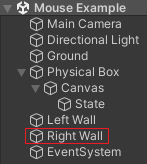 Mouse Example
Main Camera
Directional Light
Ground
Physical Box
Canvas
State
Left Wall
Right Wall
EventSystem